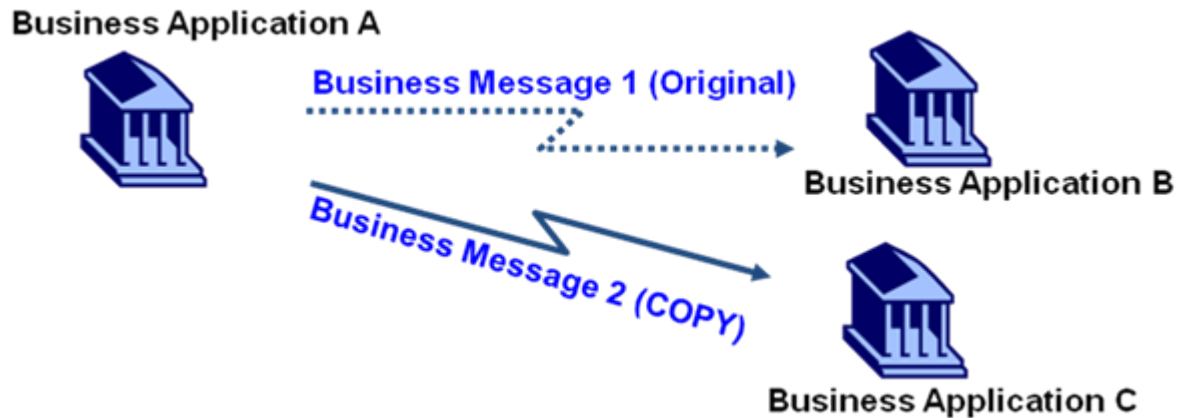 Business Application A
Business Message 1 (Original)
Business Application B
Business Message 2 (COPY)
Business Application C